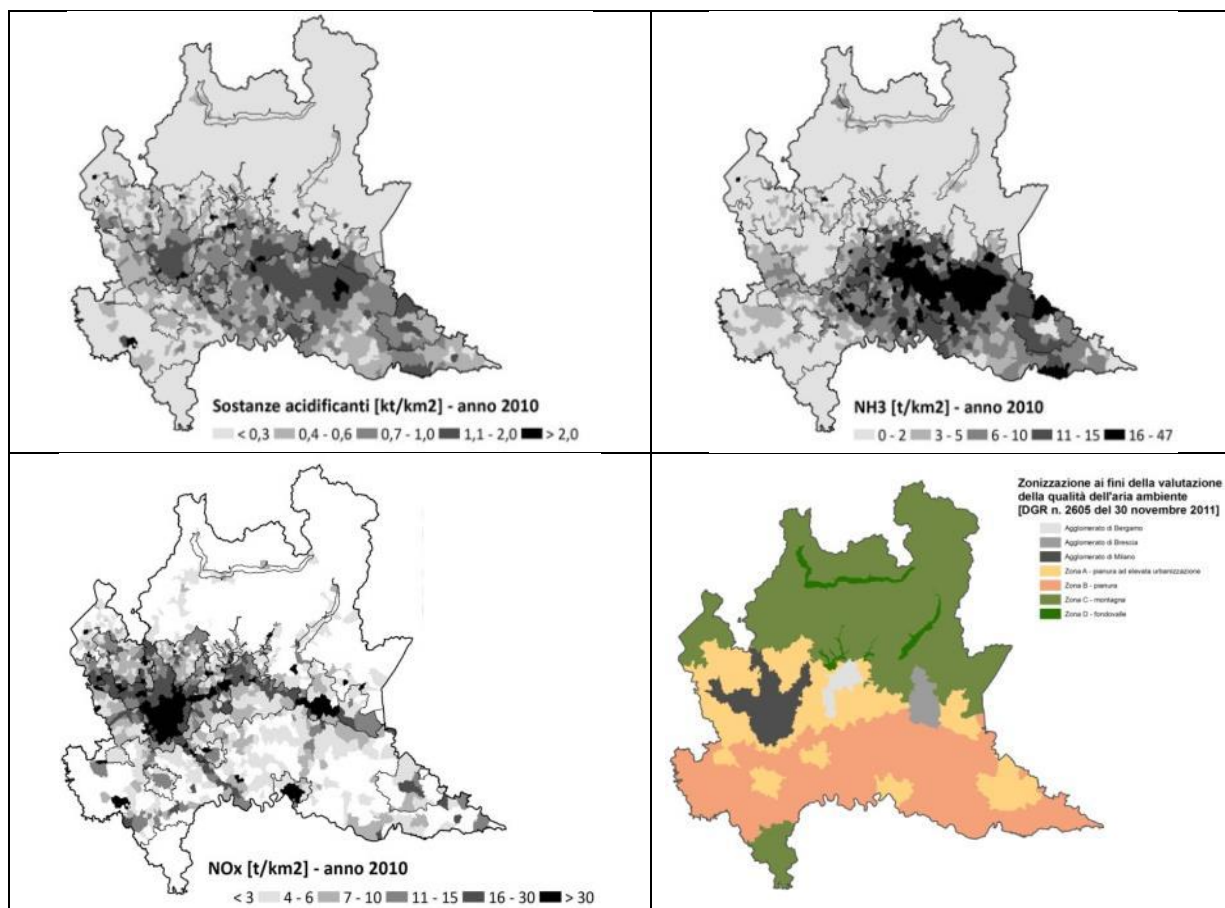 Sostanze acidificanti [kt/km2] - anno 2010
< 0,3 0,4 - 0,6 0,7 - 1,0 1,1 - 2,0 > 2,0
NH3 [t/km2] - anno 2010
0 - 2 3 - 5 6 - 10 11 - 15 16 - 47
NOx [t/km2] - anno 2010
< 3 4 - 6 7 - 10 11 - 15 16 - 30 > 30
Zonizzazione ai fini della valutazione
della qualità dell'aria ambiente
[DGR n. 2605 del 30 novembre 2011]
Agglomerato di Bergamo
Agglomerato di Brescia
Agglomerato di Milano
Zona A - pianura ad elevata urbanizzazione
Zona B - pianura
Zona C - montagna
Zona D - fondovalle